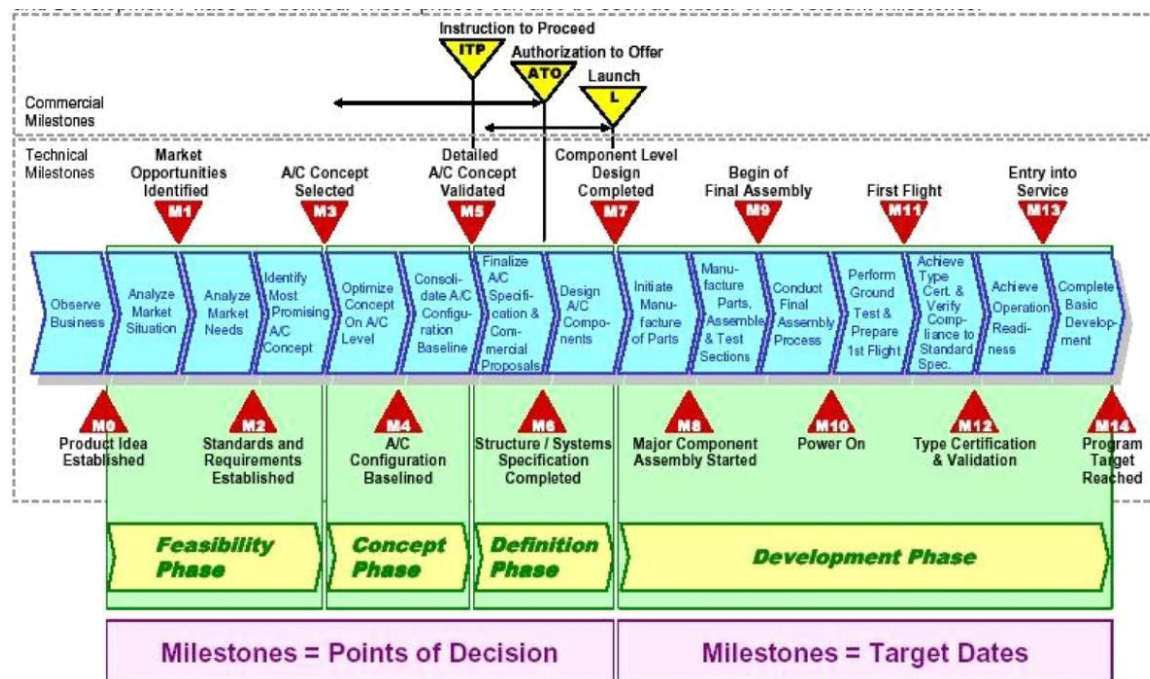 Instruction to Proceed
ITP
Authorization to Offer
ATO
Launch
L
Commercial
Milestones
Technical
Milestones
Market
Opportunities
Identified
M1
A/C Concept
Selected
M3
Detailed
A/C Concept
Validated
M5
Component Level
Design
Completed
M7
Begin of
Final Assembly
M9
First Flight
M11
Entry into
Service
M13
Observe
Business
Analyze
Market
Situation
Analyze
Market
Needs
Identify
Most
Promising
A/C
Concept
Optimize
Concept
On A/C
Level
Consoli-
date A/C
Configu-
ration
Baseline
Finalize
A/C
Specifi-
cation &
Com-
mercial
Proposals
Design
A/C
Compo-
nents
Initiate
Manu-
facture
of Parts
Manu-
facture
Parts,
Assemble
& Test
Sections
Conduct
Final
Assembly
Process
Perform
Ground
Test &
Prepare
1st Flight
Achieve
Type
Cert. &
Verify
Comp-
liance to
Standard
Spec.
Achieve
Operation
Readi-
ness
Complete
Basic
Develop-
ment
M0
Product Idea
Established
M2
Standards and
Requirements
Established
M4
A/C
Configuration
Baselined
M6
Structure / Systems
Specification
Completed
M8
Major Component
Assembly Started
M10
Power On
M12
Type Certification
& Validation
M14
Program
Target
Reached
Feasibility
Phase
Concept
Phase
Definition
Phase
Development Phase
Milestones = Points of Decision
Milestones = Target Dates